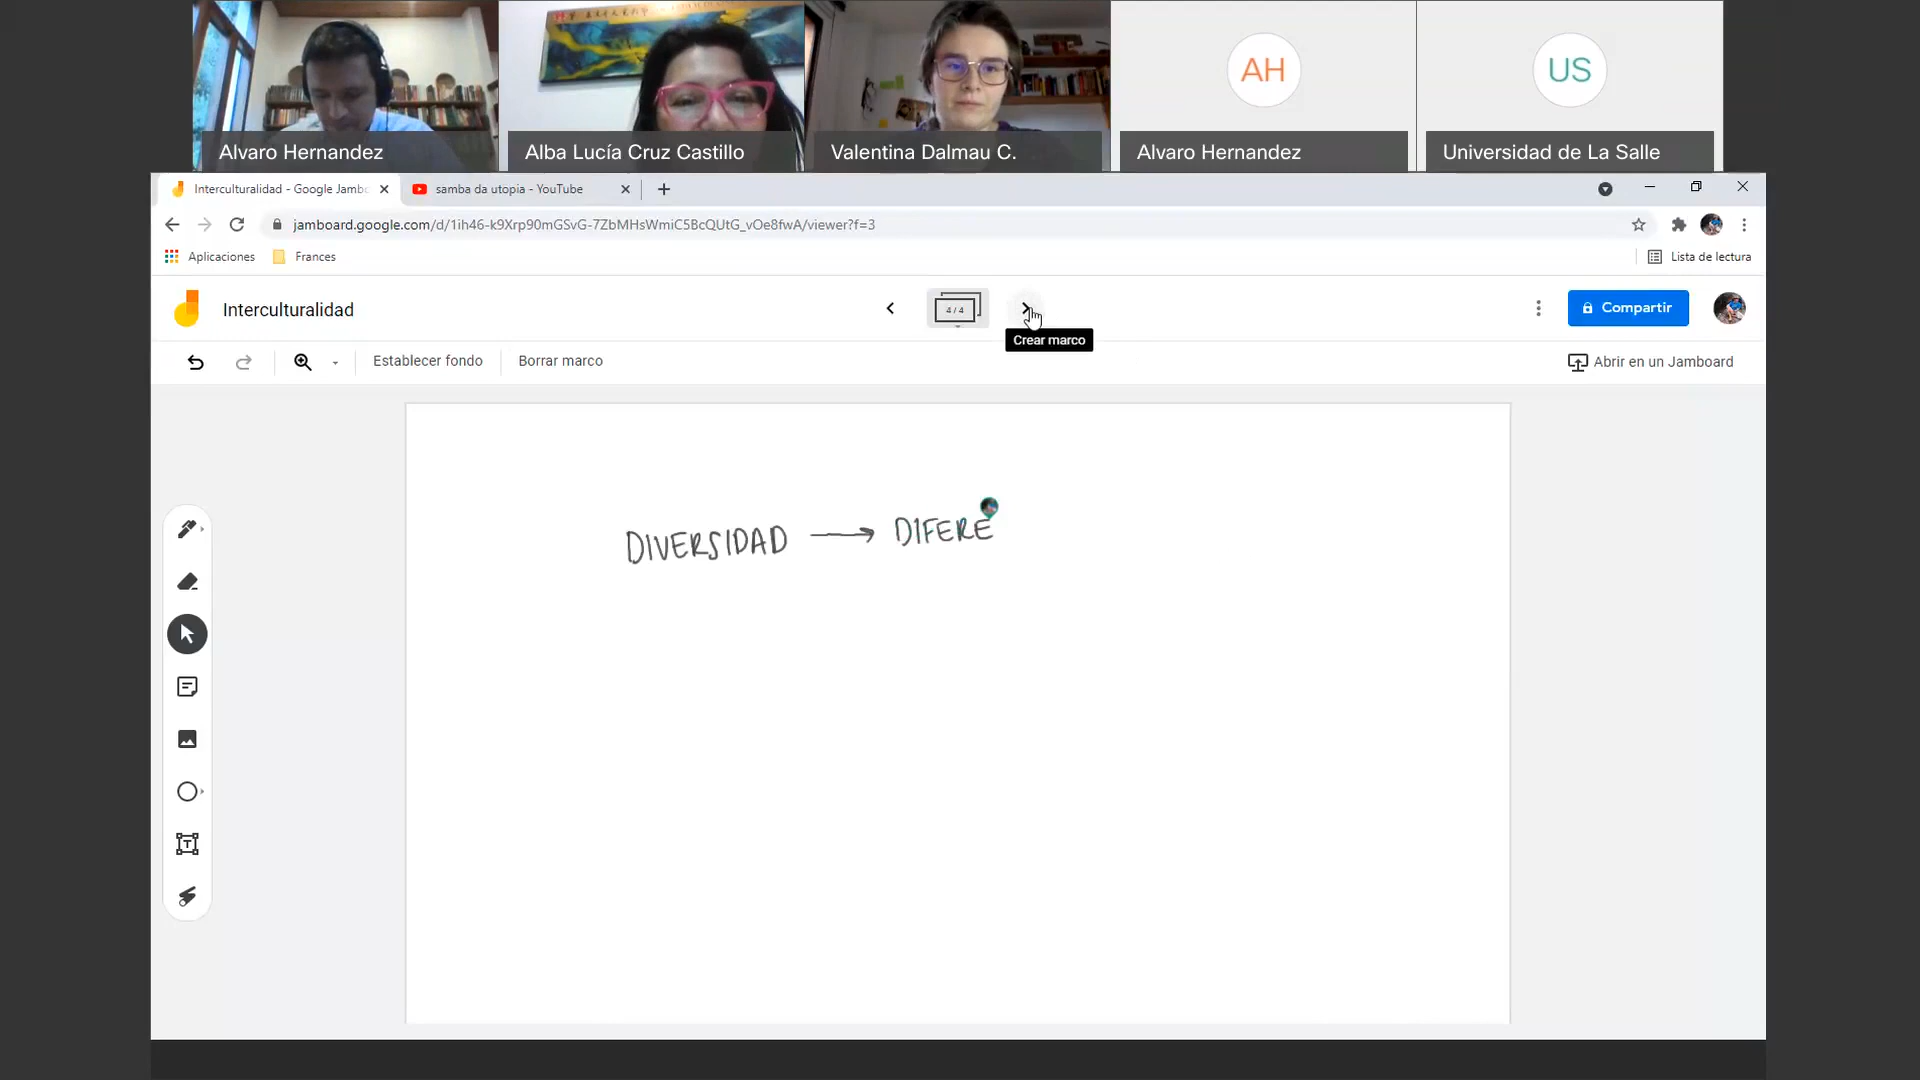 AH
US
Alvaro Hernandez
Alba Lucía Cruz Castillo
Valentina Dalmau C.
Alvaro Hernandez
Universidad de La Salle
Interculturalidad - Google Jambo
samba da utopia - YouTube
jamboard.google.com/d/1ih46-k9Xrp90mGSvG-7ZbMHsWmiC5BcQUtG_vOe8fwA/viewer?f=3
Aplicaciones
Frances
Lista de lectura
Interculturalidad
4 / 4
Compartir
Crear marco
Establecer fondo
Borrar marco
Abrir en un Jamboard
DIVERSIDAD → DIFERE